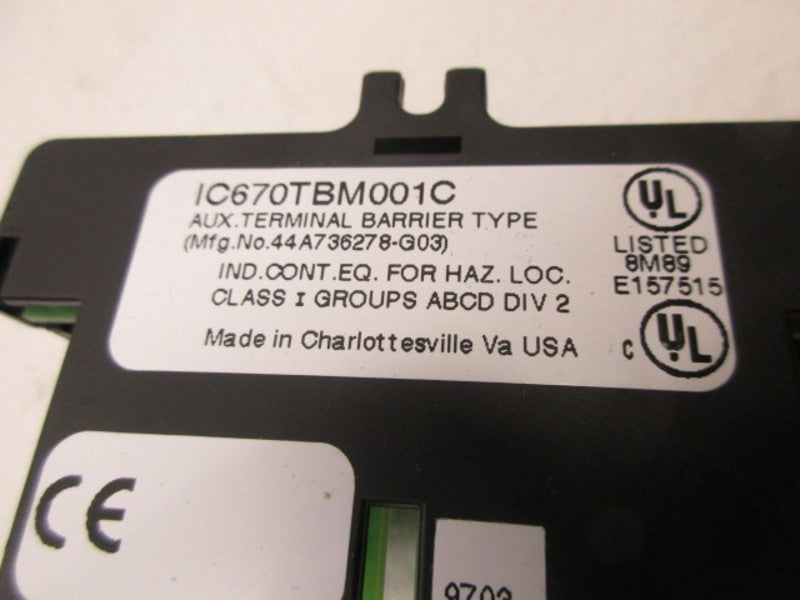 IC670TBM001C
AUX.TERMINAL BARRIER TYPE
(Mfg.No.44A736278-G03)
IND.CONT.EQ. FOR HAZ. LOC.
CLASS I GROUPS ABCD DIV 2
Made in Charlottesville Va USA
UL
LISTED
8M89
E157515
C UL
CE
9703